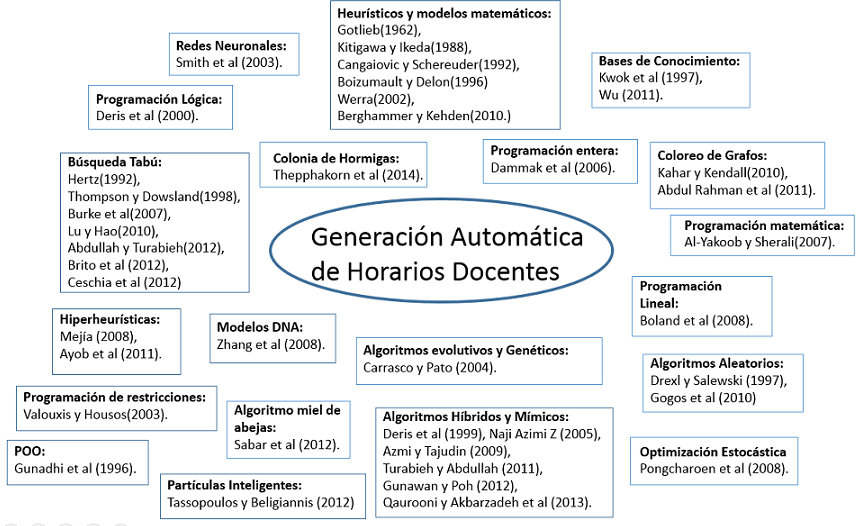 Heurísticos y modelos matemáticos:
Gotlieb(1962),
Kitigawa y Ikeda(1988),
Cangaiovic y Schereuder(1992),
Boizumault y Delon(1996)
Werra(2002),
Berghammer y Kehden(2010.)
Redes Neuronales:
Smith et al (2003).
Bases de Conocimiento:
Kwok et al (1997),
Wu (2011).
Programación Lógica:
Deris et al (2000).
Búsqueda Tabú:
Hertz(1992),
Thompson y Dowsland(1998),
Burke et al(2007),
Lu y Hao(2010),
Abdullah y Turabieh(2012),
Brito et al (2012),
Ceschia et al (2012)
Colonia de Hormigas:
Thepphakorn et al (2014).
Programación entera:
Dammak et al (2006).
Coloreo de Grafos:
Kahar y Kendall(2010),
Abdul Rahman et al (2011).
Programación matemática:
Al-Yakoob y Sherali(2007).
Generación Automática
de Horarios Docentes
Programación
Lineal:
Boland et al (2008).
Hiperheurísticas:
Mejía (2008),
Ayob et al (2011).
Modelos DNA:
Zhang et al (2008).
Algoritmos evolutivos y Genéticos:
Carrasco y Pato (2004).
Algoritmos Aleatorios:
Drexl y Salewski (1997),
Gogos et al (2010)
Programación de restricciones:
Valouxis y Housos(2003).
Algoritmo miel de
abejas:
Sabar et al (2012).
Algoritmos Híbridos y Mímicos:
Deris et al (1999), Naji Azimi Z (2005),
Azmi y Tajudin (2009),
Turabieh y Abdullah (2011),
Gunawan y Poh (2012),
Qaurooni y Akbarzadeh et al (2013).
POO:
Gunadhi et al (1996).
Optimización Estocástica
Pongcharoen et al (2008).
Partículas Inteligentes:
Tassopoulos y Beligiannis (2012)